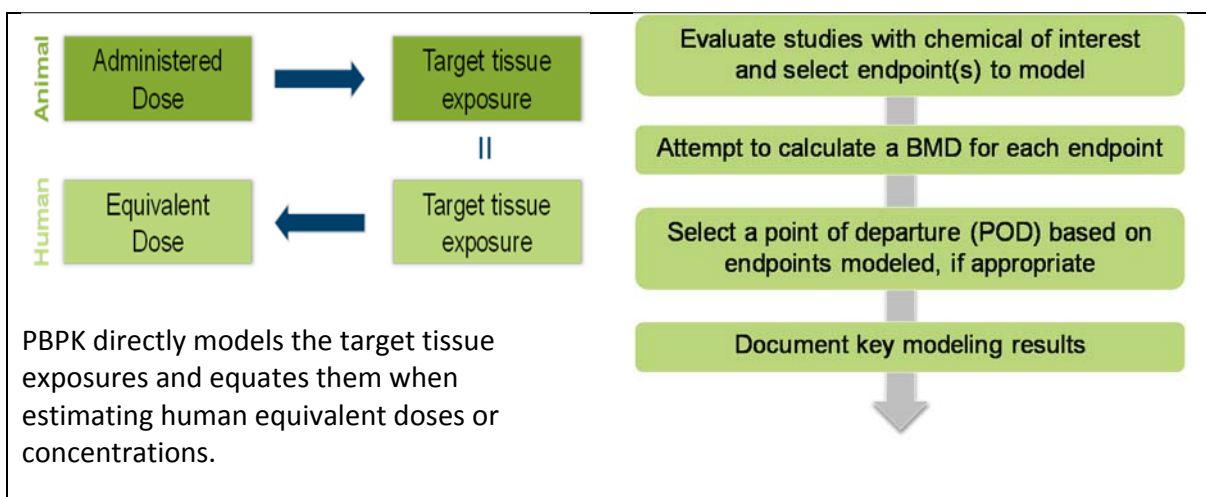 Animal
Administered
Dose
Target tissue
exposure
=
Human
Equivalent
Dose
Target tissue
exposure
PBPK directly models the target tissue
exposures and equates them when
estimating human equivalent doses or
concentrations.
Evaluate studies with chemical of interest
and select endpoint(s) to model
Attempt to calculate a BMD for each endpoint
Select a point of departure (POD) based on
endpoints modeled, if appropriate
Document key modeling results